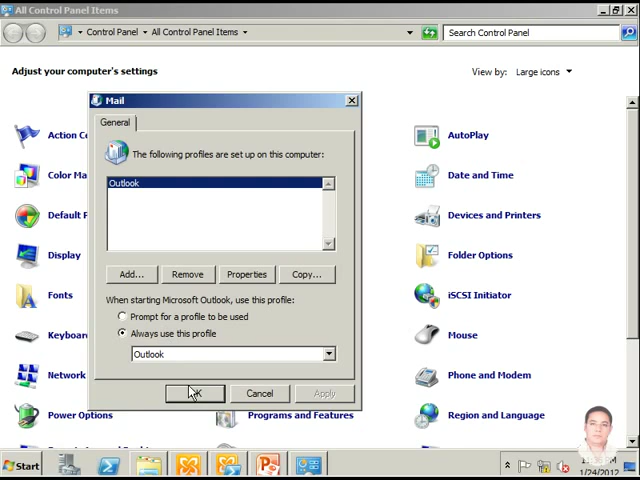 All Control Panel Items
Control Panel
All Control Panel Items
Search Control Panel
Adjust your computer's settings
View by: Large icons
Mail
General
The following profiles are set up on this computer:
Outlook
Add...
Remove
Properties
Copy...
When starting Microsoft Outlook, use this profile:
Prompt for a profile to be used
Always use this profile
Outlook
Cancel
Apply
Action C
AutoPlay
Color Ma
Date and Time
Default P
Devices and Printers
Display
Folder Options
Fonts
iSCSI Initiator
Keyboar
Mouse
Network
Phone and Modem
Power Options
Programs and Features
Region and Language
Start
1/24/2012